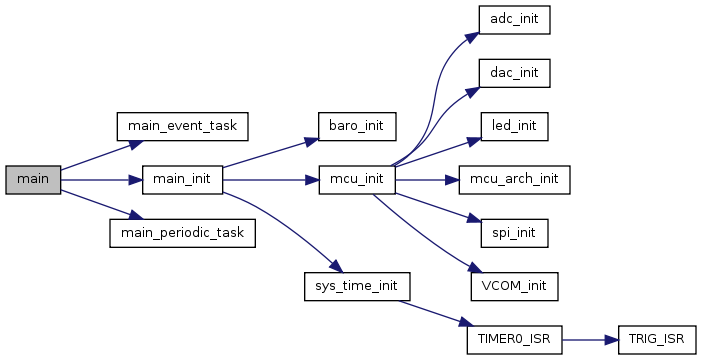 main
main_event_task
main_init
main_periodic_task
baro_init
mcu_init
sys_time_init
adc_init
dac_init
led_init
mcu_arch_init
spi_init
VCOM_init
TIMER0_ISR
TRIG_ISR